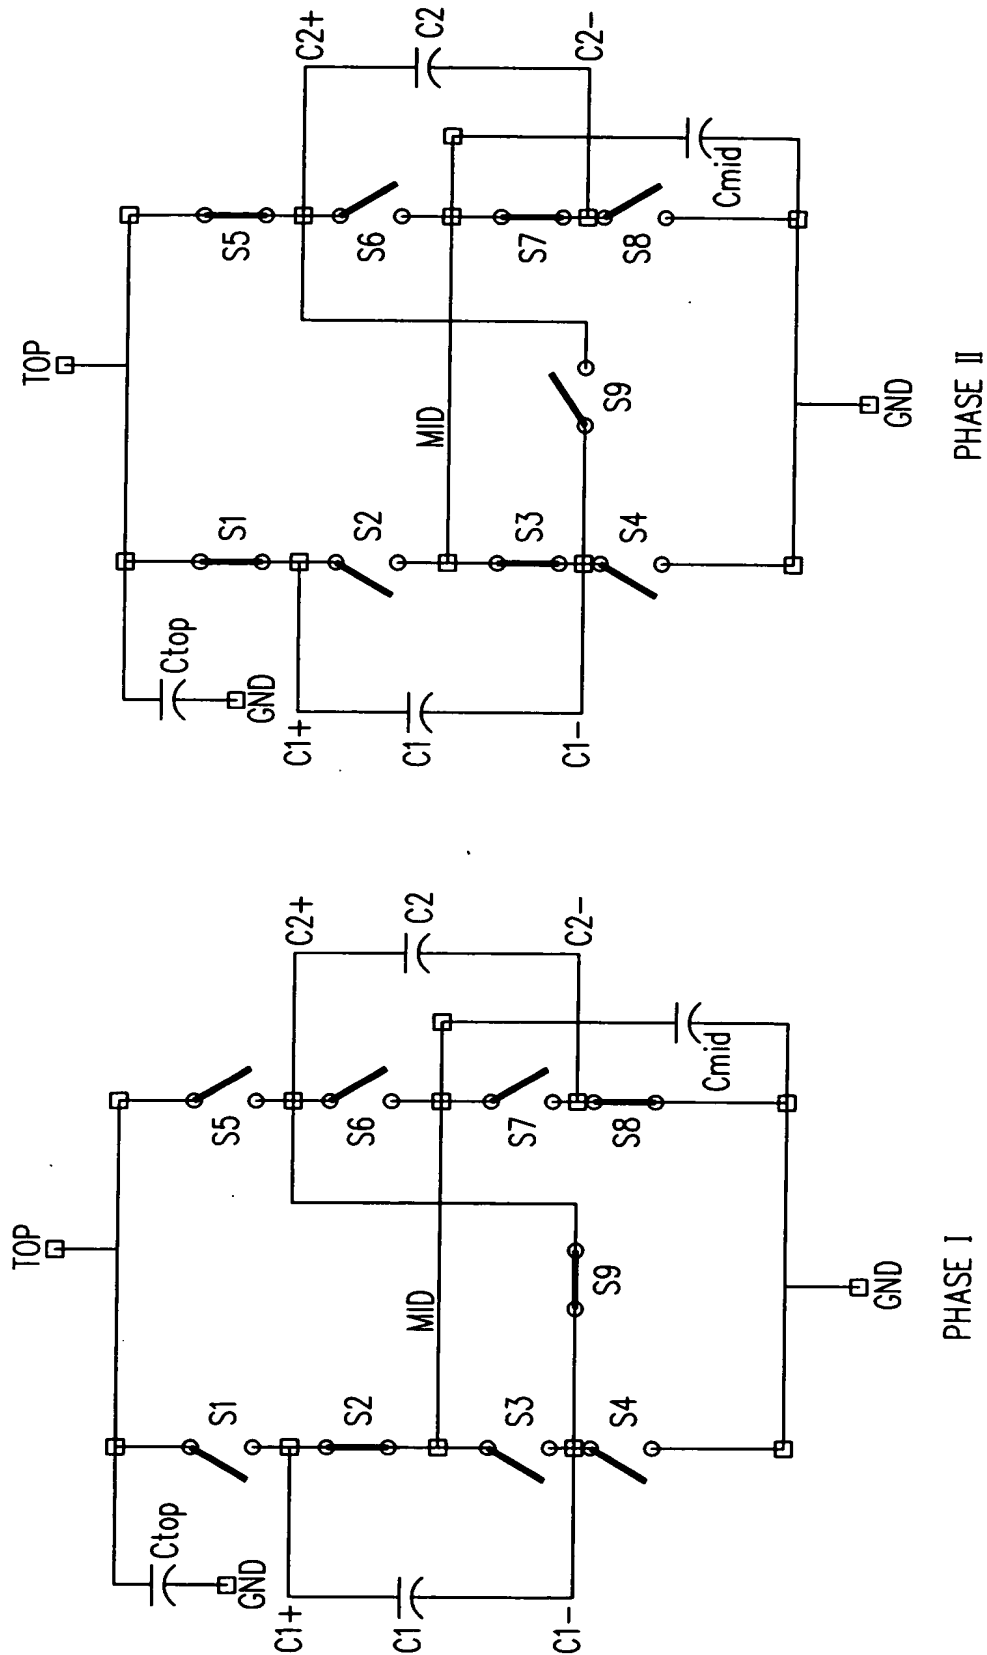 TOP
Ctop
GND
S1
S5
C1+
C2+
S2
S6
C1
C2
MID
S3
S7
C1-
C2-
S9
S4
S8
Cmid
GND
PHASE I
TOP
Ctop
GND
S1
S5
C1+
C2+
S2
S6
C1
C2
MID
S3
S7
C1-
C2-
S9
S4
S8
Cmid
GND
PHASE II